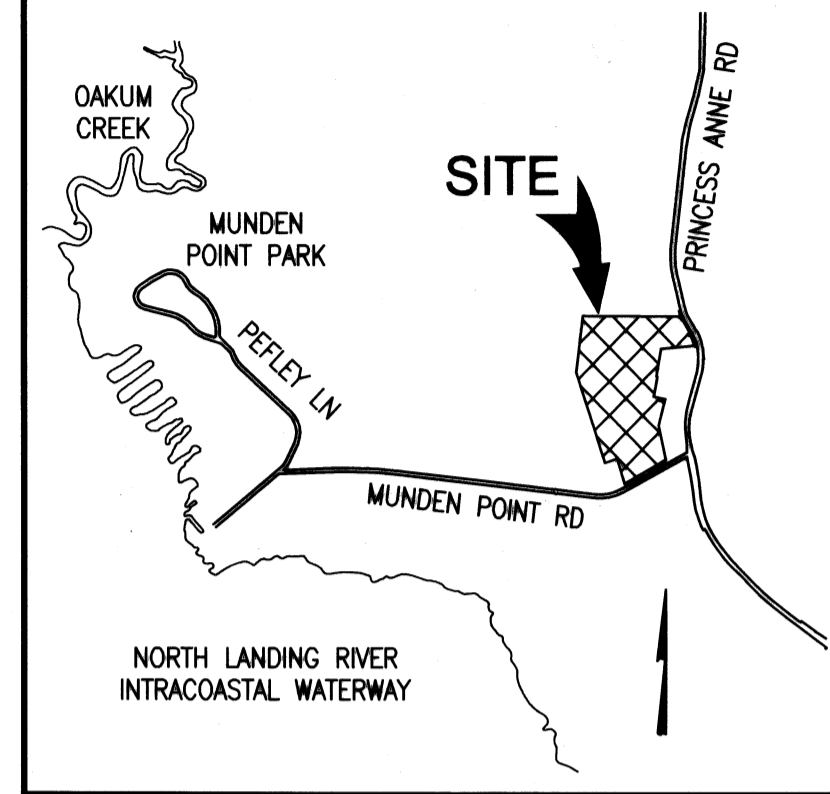 OAKUM
CREEK
PRINCESS ANNE RD
SITE
MUNDEN
POINT PARK
PEFLEY LN
MUNDEN POINT RD
NORTH LANDING RIVER
INTRACOASTAL WATERWAY